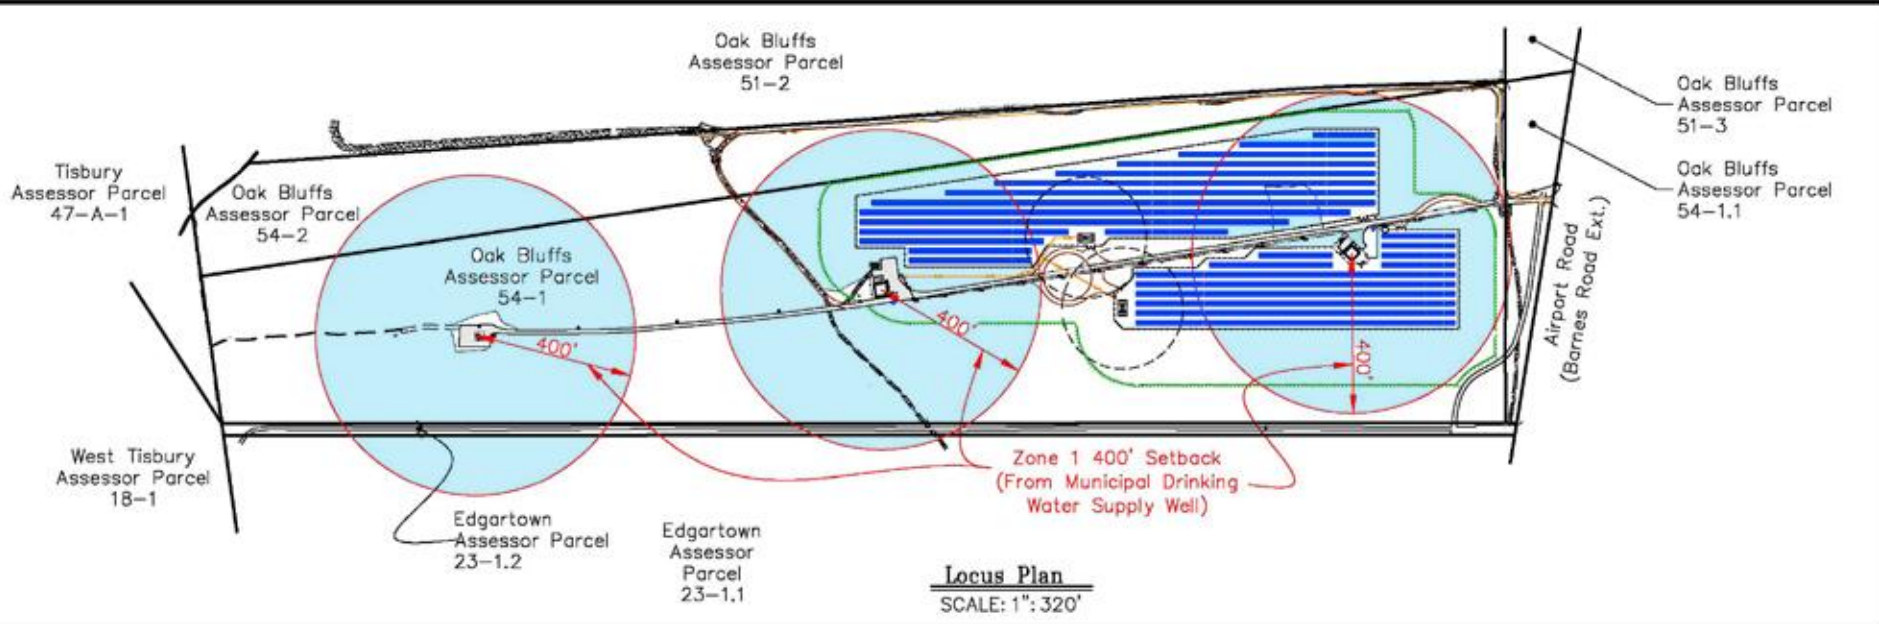 Oak Bluffs
Assessor Parcel
51-2
Oak Bluffs
Assessor Parcel
51-3
Oak Bluffs
Assessor Parcel
54-1.1
Tisbury
Assessor Parcel
47-A-1
Oak Bluffs
Assessor Parcel
54-2
Oak Bluffs
Assessor Parcel
54-1
400'
400'
400'
Airport Road
(Barnes Road Ext.)
West Tisbury
Assessor Parcel
18-1
Zone 1 400' Setback
(From Municipal Drinking
Water Supply Well)
Edgartown
Assessor Parcel
23-1.2
Edgartown
Assessor
Parcel
23-1.1
Locus Plan
SCALE: 1":320'